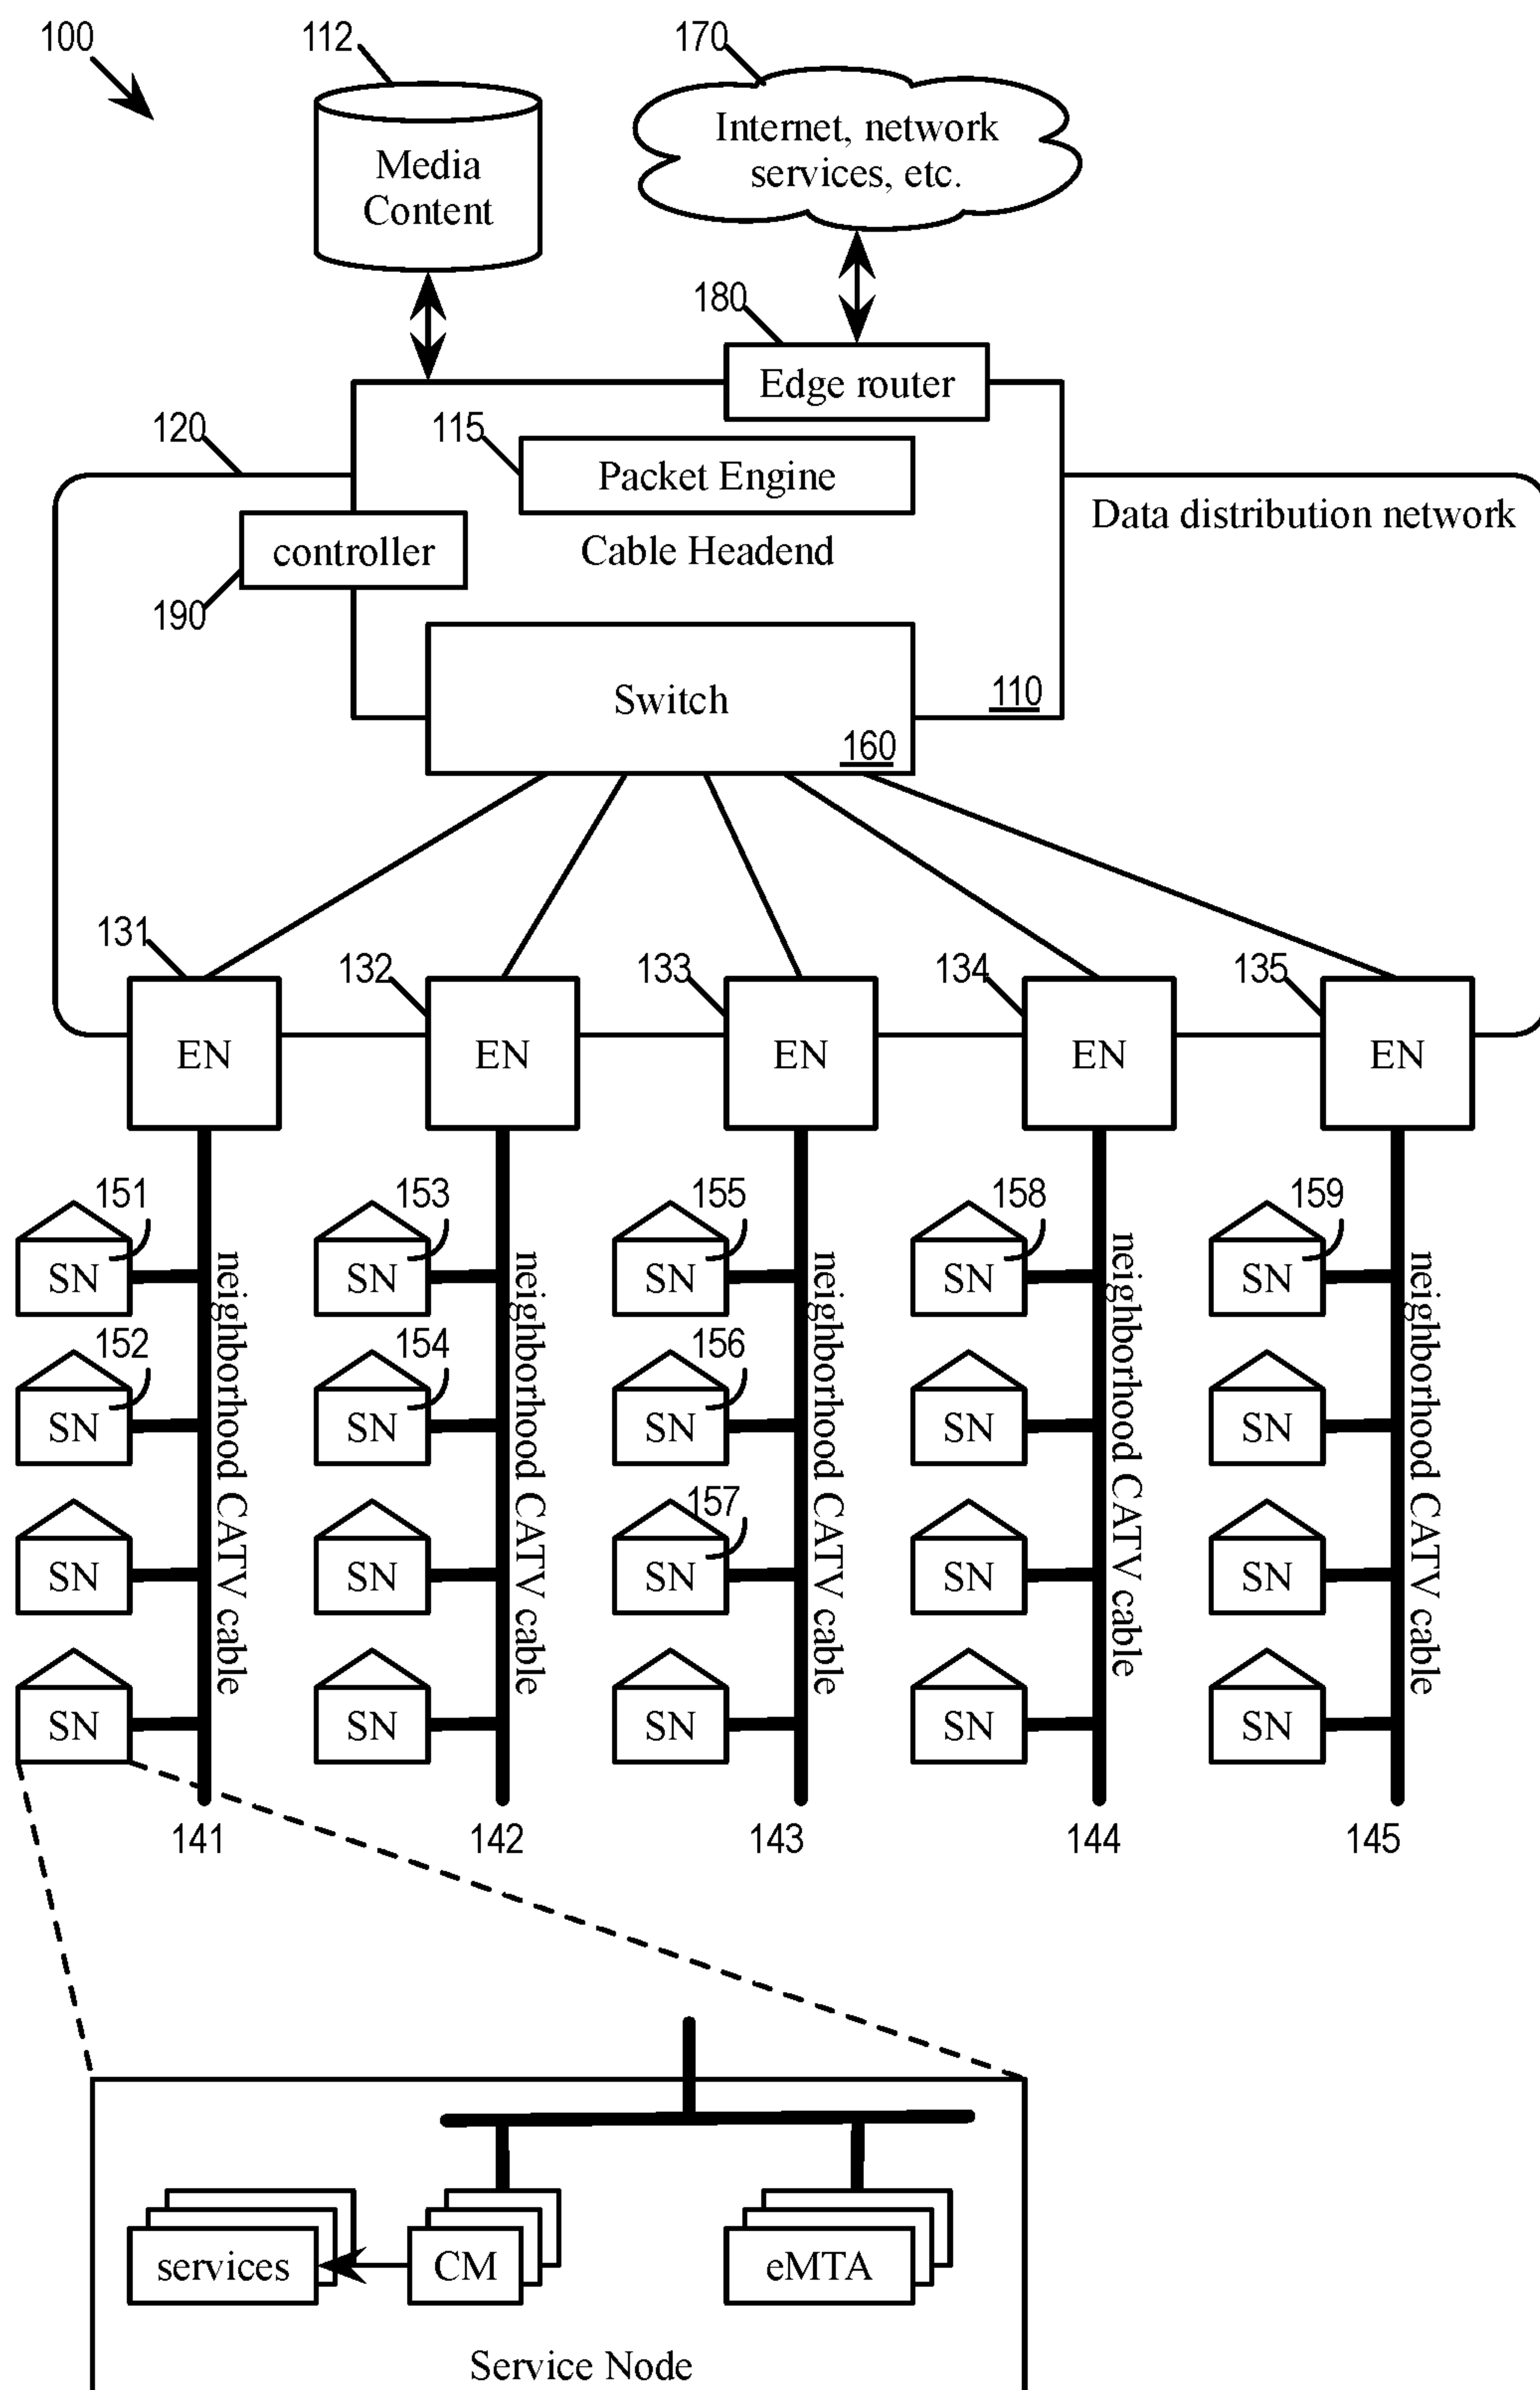 100
112
170
Media
Content
Internet, network
services, etc.
180
Edge router
120
115
Packet Engine
Data distribution network
controller
Cable Headend
190
Switch
110
160
131
132
133
134
135
EN
EN
EN
EN
EN
151
153
155
158
159
SN
SN
SN
SN
SN
152
154
156
SN
SN
SN
SN
SN
157
SN
SN
SN
SN
SN
SN
SN
SN
SN
SN
neighborhood CATV cable
neighborhood CATV cable
neighborhood CATV cable
neighborhood CATV cable
neighborhood CATV cable
141
142
143
144
145
services
CM
eMTA
Service Node